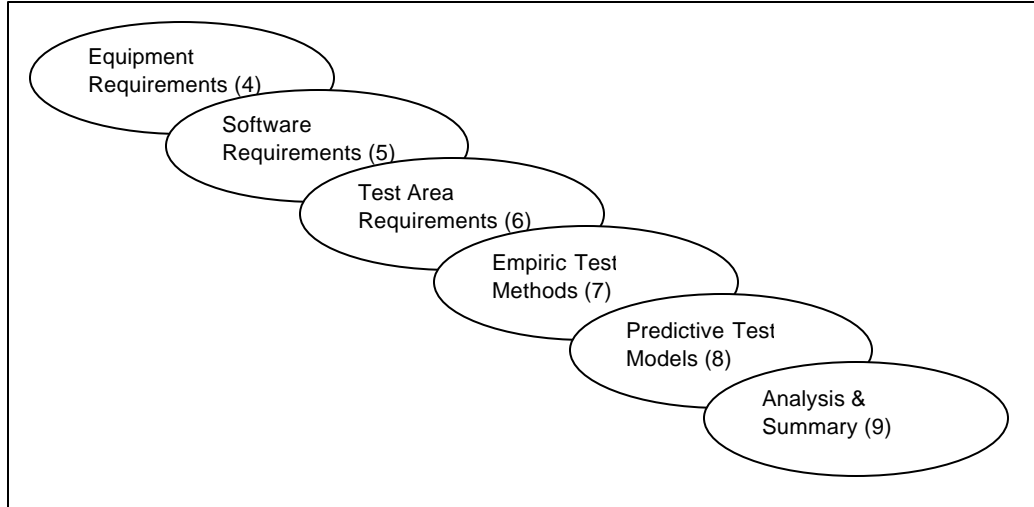 Equipment
Requirements (4)
Software
Requirements (5)
Test Area
Requirements (6)
Empiric Test
Methods (7)
Predictive Test
Models (8)
Analysis &
Summary (9)